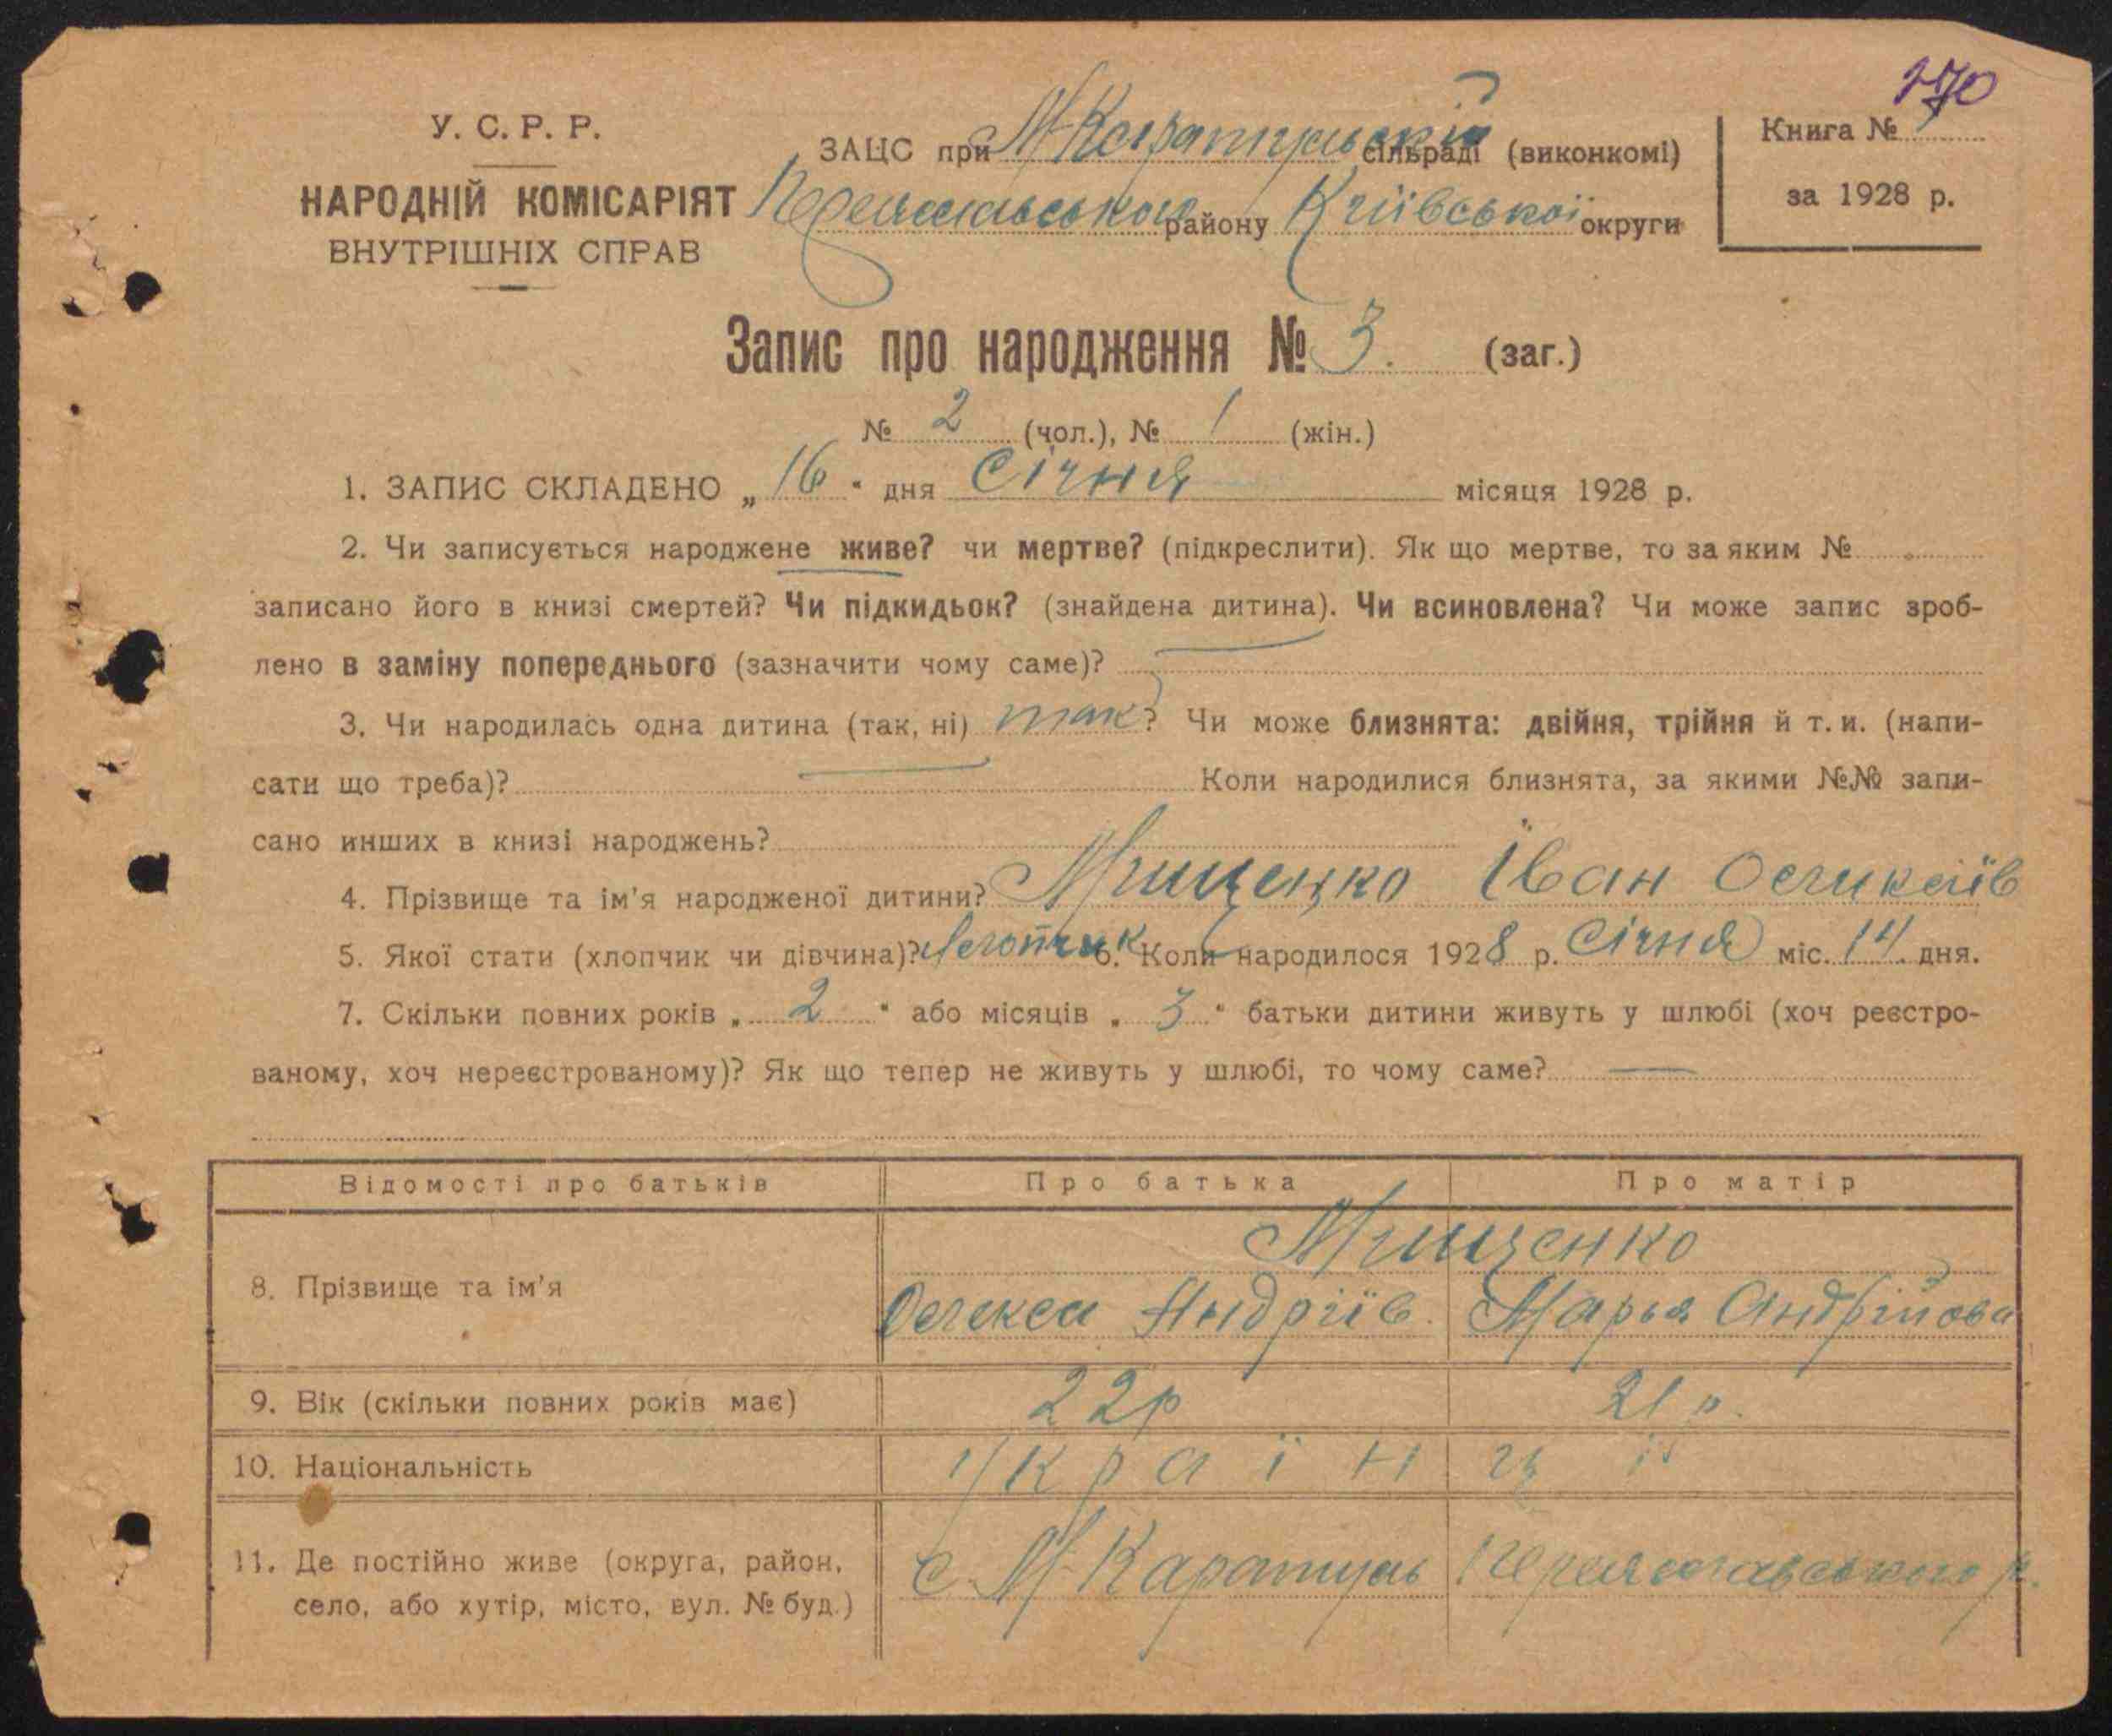 170
У. С. Р. Р.
НАРОДНІЙ КОМІСАРІЯТ
ВНУТРІШНІХ СПРАВ
ЗАЦС при М-Каратульській сільраді (виконкомі)
району Київської округи
Книга №
за 1928 р.
Запис про народження № 3. (заг.)
№ 2 (чол.), № 1 (жін.)
1. ЗАПИС СКЛАДЕНО „16“ дня Січня місяця 1928 р.
2. Чи записується народжене живе? чи мертве? (підкреслити). Як що мертве, то за яким №
записано його в книзі смертей? Чи підкидьок? (знайдена дитина). Чи всиновлена? Чи може запис зроб-
лено в заміну попереднього (зазначити чому саме)? —
3. Чи народилась одна дитина (так, ні) так? Чи може близнята: двійня, трійня й т. и. (напи-
сати що треба)? — Коли народилися близнята, за якими №№ запи-
сано инших в книзі народжень?
4. Прізвище та ім'я народженої дитини? Мищенко Іван Олексіїв
5. Якої стати (хлопчик чи дівчина)? Хлопчик 6. Коли народилося 1928 р. Січня міс. 14 дня.
7. Скільки повних років „2“ або місяців „3“ батьки дитини живуть у шлюбі (хоч реєстро-
ваному, хоч нереєстрованому)? Як що тепер не живуть у шлюбі, то чому саме? —
Відомості про батьків Про батька Про матір
Мищенко
8. Прізвище та ім'я Олекса Андріїв. Марья Андрійова
9. Вік (скільки повних років має) 22р 21 р.
10. Національність Українці
11. Де постійно живе (округа, район, с. М-Каратуль Переяславського р.
село, або хутір, місто, вул. № буд.)